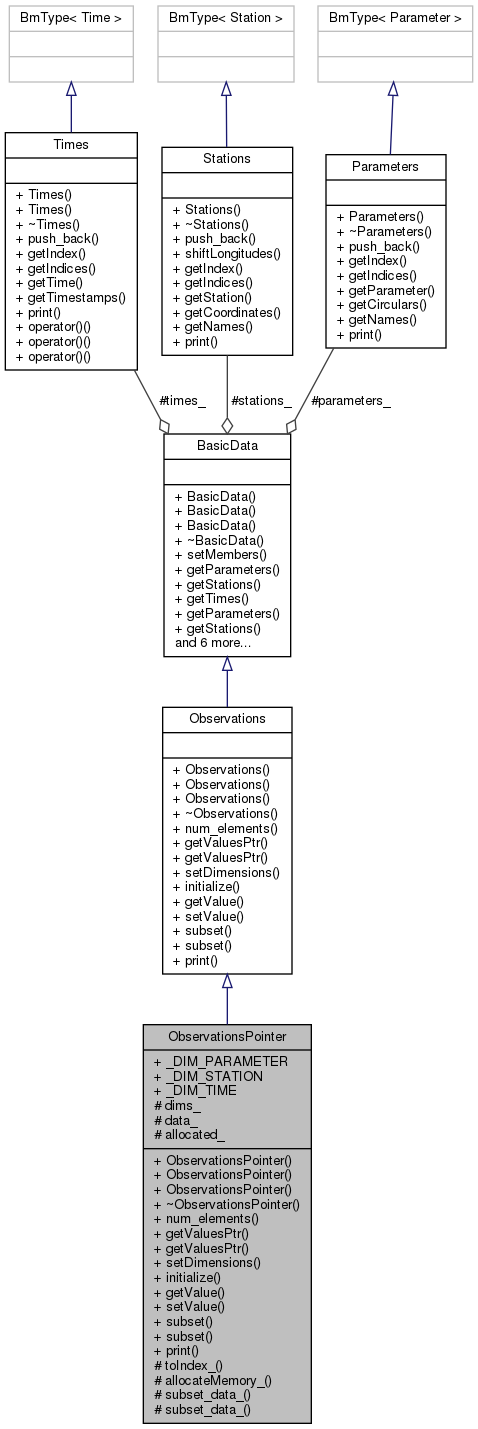 BmType< Time >
BmType< Station >
BmType< Parameter >
Times
+ Times()
+ Times()
+ ~Times()
+ push_back()
+ getIndex()
+ getIndices()
+ getTime()
+ getTimestamps()
+ print()
+ operator()()
+ operator()()
+ operator()()
Stations
+ Stations()
+ ~Stations()
+ push_back()
+ shiftLongitudes()
+ getIndex()
+ getIndices()
+ getStation()
+ getCoordinates()
+ getNames()
+ print()
Parameters
+ Parameters()
+ ~Parameters()
+ push_back()
+ getIndex()
+ getIndices()
+ getParameter()
+ getCirculars()
+ getNames()
+ print()
#times_
#stations_
#parameters_
BasicData
+ BasicData()
+ BasicData()
+ BasicData()
+ ~BasicData()
+ setMembers()
+ getParameters()
+ getStations()
+ getTimes()
+ getParameters()
+ getStations()
and 6 more...
Observations
+ Observations()
+ Observations()
+ Observations()
+ ~Observations()
+ num_elements()
+ getValuesPtr()
+ getValuesPtr()
+ setDimensions()
+ initialize()
+ getValue()
+ setValue()
+ subset()
+ subset()
+ print()
ObservationsPointer
+ _DIM_PARAMETER
+ _DIM_STATION
+ _DIM_TIME
# dims_
# data_
# allocated_
+ ObservationsPointer()
+ ObservationsPointer()
+ ObservationsPointer()
+ ~ObservationsPointer()
+ num_elements()
+ getValuesPtr()
+ getValuesPtr()
+ setDimensions()
+ initialize()
+ getValue()
+ setValue()
+ subset()
+ subset()
+ print()
# toIndex_()
# allocateMemory_()
# subset_data_()
# subset_data_()